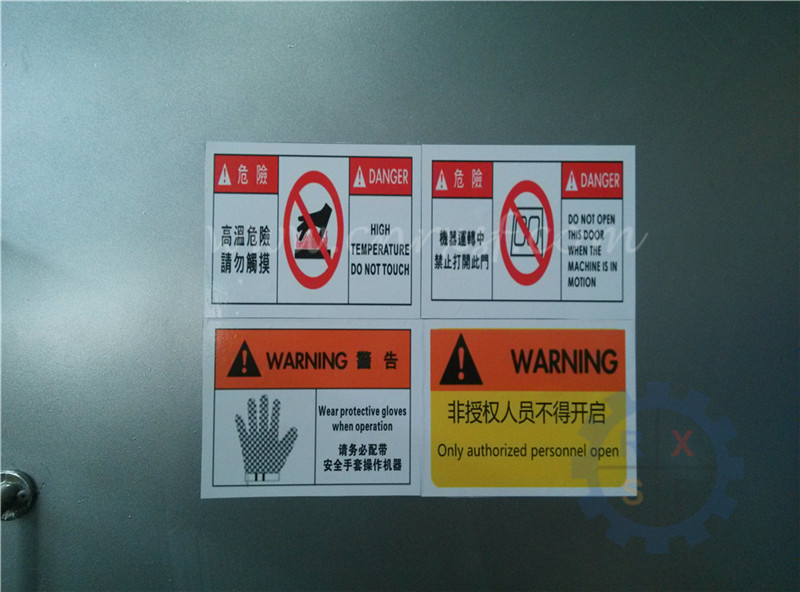 危 險
DANGER
高溫危險
請勿觸摸
HIGH
TEMPERATURE
DO NOT TOUCH
危 險
DANGER
機器運轉中
禁止打開此門
DO NOT OPEN
THIS DOOR
WHEN THE
MACHINE IS IN
MOTION
WARNING 警 告
Wear protective gloves
when operation
请务必配带
安全手套操作机器
WARNING
非授权人员不得开启
Only authorized personnel open
R X
S